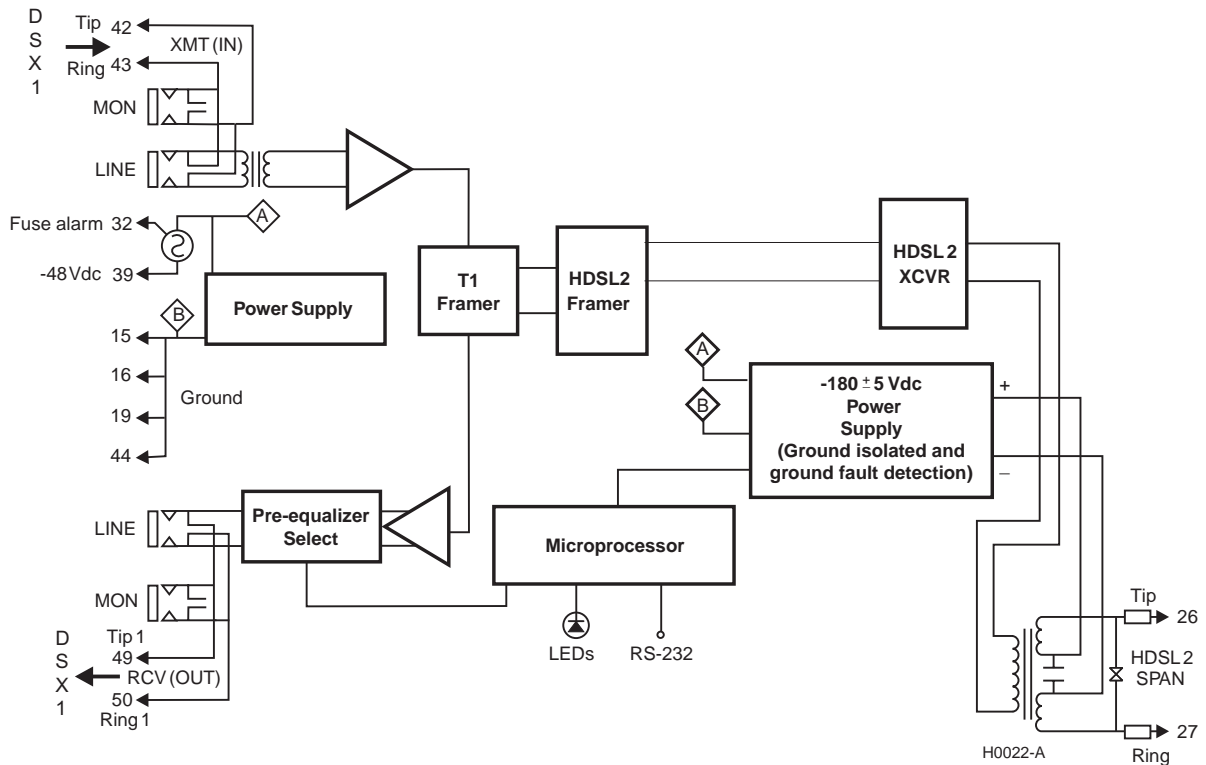 D
S
X
1
Tip 42
XMT (IN)
Ring 43
MON
LINE
Fuse alarm 32
A
-48 Vdc 39
Power Supply
B
15
16
Ground
19
44
T1
Framer
HDSL2
Framer
HDSL 2
XCVR
A
B
-180 ± 5 Vdc
Power
Supply
(Ground isolated and
ground fault detection)
+
–
LINE
Pre-equalizer
Select
Microprocessor
MON
LEDs
RS-232
D
S
X
1
Tip 1
49
RCV (OUT)
50
Ring 1
Tip
26
HDSL 2
SPAN
27
Ring
H0022-A